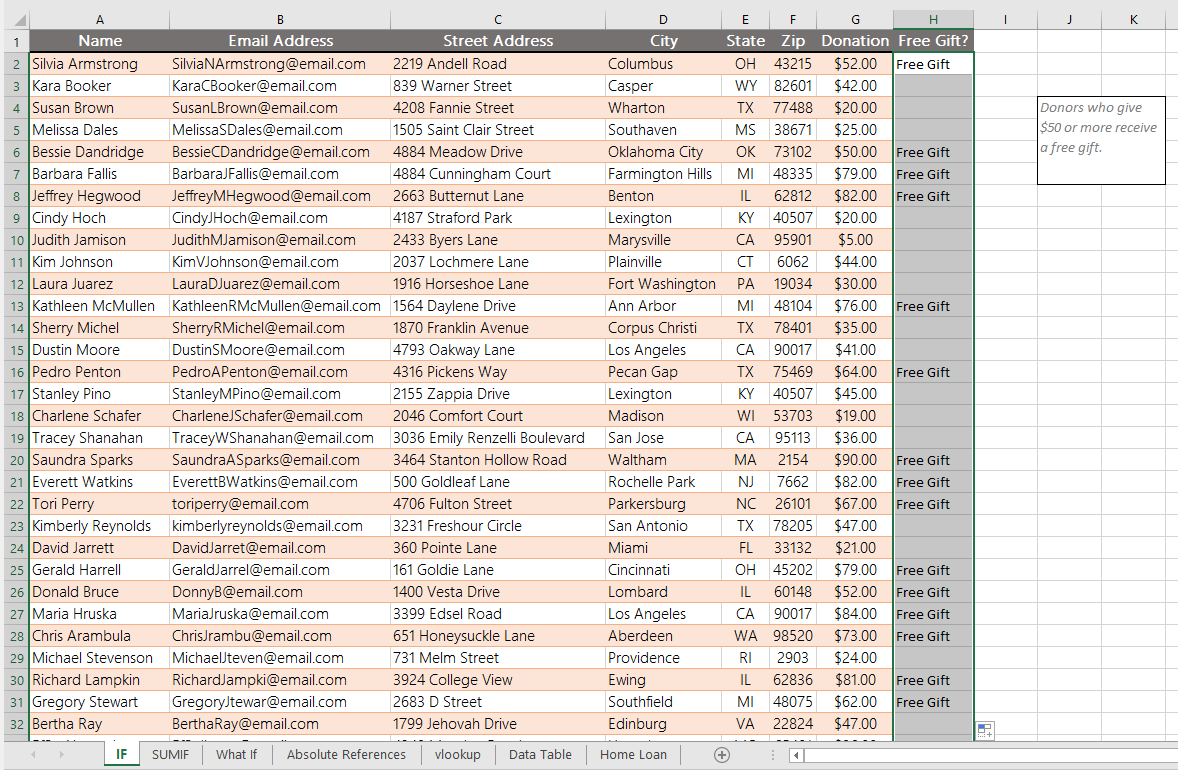 A B C D E F G H I J K
1 Name Email Address Street Address City State Zip Donation Free Gift?
2 Silvia Armstrong SilviaNArmstrong@email.com 2219 Andell Road Columbus OH 43215 $52.00 Free Gift
3 Kara Booker KaraCBooker@email.com 839 Warner Street Casper WY 82601 $42.00
4 Susan Brown SusanLBrown@email.com 4208 Fannie Street Wharton TX 77488 $20.00
Donors who give
5 Melissa Dales MelissaSDales@email.com 1505 Saint Clair Street Southaven MS 38671 $25.00
$50 or more receive
6 Bessie Dandridge BessieCDandridge@email.com 4884 Meadow Drive Oklahoma City OK 73102 $50.00 Free Gift
a free gift.
7 Barbara Fallis BarbaraJFallis@email.com 4884 Cunningham Court Farmington Hills MI 48335 $79.00 Free Gift
8 Jeffrey Hegwood JeffreyMHegwood@email.com 2663 Butternut Lane Benton IL 62812 $82.00 Free Gift
9 Cindy Hoch CindyJHoch@email.com 4187 Straford Park Lexington KY 40507 $20.00
10 Judith Jamison JudithMJamison@email.com 2433 Byers Lane Marysville CA 95901 $5.00
11 Kim Johnson KimVJohnson@email.com 2037 Lochmere Lane Plainville CT 6062 $44.00
12 Laura Juarez LauraDJuarez@email.com 1916 Horseshoe Lane Fort Washington PA 19034 $30.00
13 Kathleen McMullen KathleenRMcMullen@email.com 1564 Daylene Drive Ann Arbor MI 48104 $76.00 Free Gift
14 Sherry Michel SherryRMichel@email.com 1870 Franklin Avenue Corpus Christi TX 78401 $35.00
15 Dustin Moore DustinSMoore@email.com 4793 Oakway Lane Los Angeles CA 90017 $41.00
16 Pedro Penton PedroAPenton@email.com 4316 Pickens Way Pecan Gap TX 75469 $64.00 Free Gift
17 Stanley Pino StanleyMPino@email.com 2155 Zappia Drive Lexington KY 40507 $45.00
18 Charlene Schafer CharleneJSchafer@email.com 2046 Comfort Court Madison WI 53703 $19.00
19 Tracey Shanahan TraceyWShanahan@email.com 3036 Emily Renzelli Boulevard San Jose CA 95113 $36.00
20 Saundra Sparks SaundraASparks@email.com 3464 Stanton Hollow Road Waltham MA 2154 $90.00 Free Gift
21 Everett Watkins EverettBWatkins@email.com 500 Goldleaf Lane Rochelle Park NJ 7662 $82.00 Free Gift
22 Tori Perry toriperry@email.com 4706 Fulton Street Parkersburg NC 26101 $67.00 Free Gift
23 Kimberly Reynolds kimberlyreynolds@email.com 3231 Freshour Circle San Antonio TX 78205 $47.00
24 David Jarrett DavidJarret@email.com 360 Pointe Lane Miami FL 33132 $21.00
25 Gerald Harrell GeraldJarrel@email.com 161 Goldie Lane Cincinnati OH 45202 $79.00 Free Gift
26 Donald Bruce DonnyB@email.com 1400 Vesta Drive Lombard IL 60148 $52.00 Free Gift
27 Maria Hruska MariaJruska@email.com 3399 Edsel Road Los Angeles CA 90017 $84.00 Free Gift
28 Chris Arambula ChrisJrambu@email.com 651 Honeysuckle Lane Aberdeen WA 98520 $73.00 Free Gift
29 Michael Stevenson MichaelJteven@email.com 731 Melm Street Providence RI 2903 $24.00
30 Richard Lampkin RichardJampki@email.com 3924 College View Ewing IL 62836 $81.00 Free Gift
31 Gregory Stewart GregoryJtewar@email.com 2683 D Street Southfield MI 48075 $62.00 Free Gift
32 Bertha Ray BerthaRay@email.com 1799 Jehovah Drive Edinburg VA 22824 $47.00
IF SUMIF What If Absolute References vlookup Data Table Home Loan